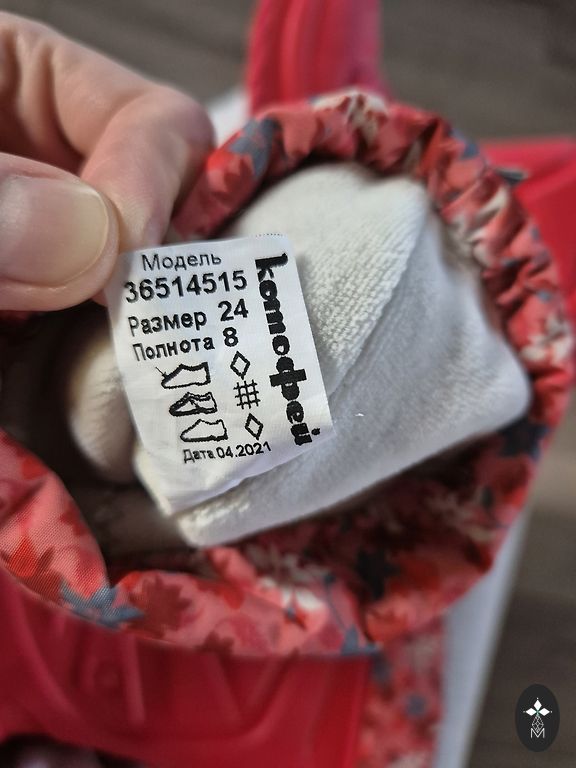 Модель
36514515
Размер 24
Полнота 8
Дата 04.2021
котофей
M